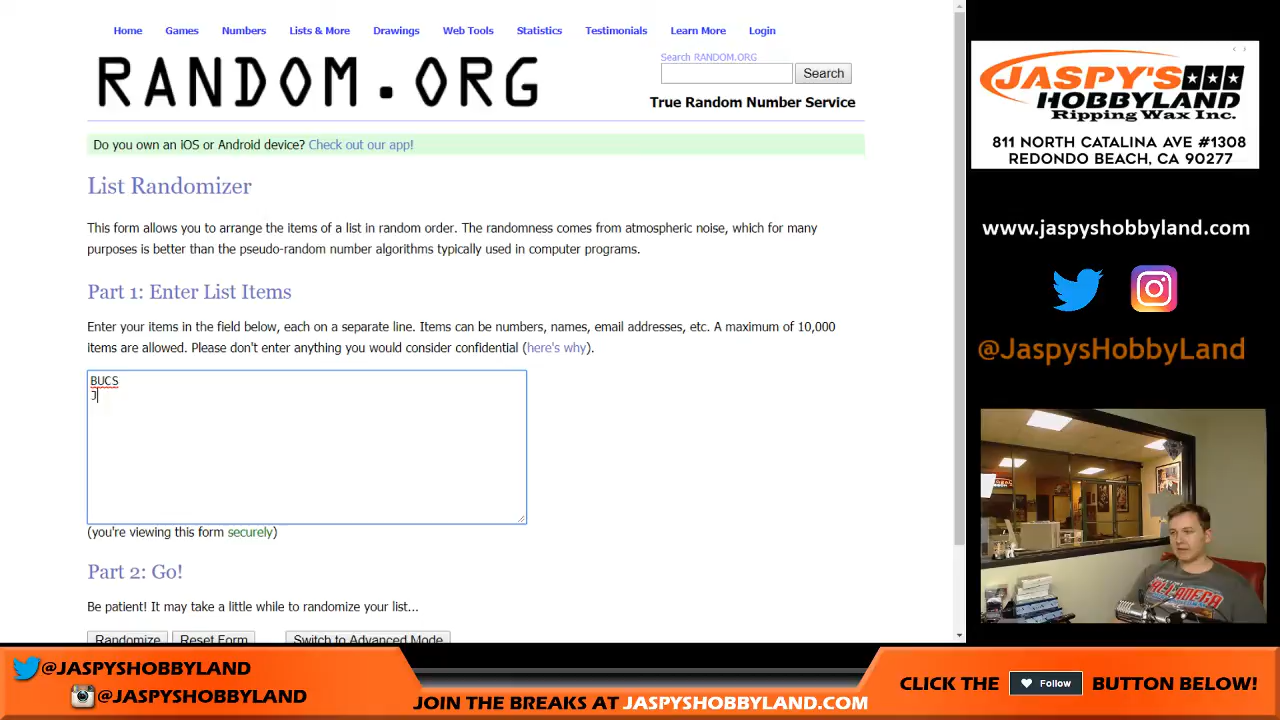 Home Games Numbers Lists & More Drawings Web Tools Statistics Testimonials Learn More Login
RANDOM.ORG
Search RANDOM.ORG
Search
True Random Number Service
Do you own an iOS or Android device? Check out our app!
List Randomizer
This form allows you to arrange the items of a list in random order. The randomness comes from atmospheric noise, which for many
purposes is better than the pseudo-random number algorithms typically used in computer programs.
Part 1: Enter List Items
Enter your items in the field below, each on a separate line. Items can be numbers, names, email addresses, etc. A maximum of 10,000
items are allowed. Please don't enter anything you would consider confidential (here's why).
BUCS
J
(you're viewing this form securely)
Part 2: Go!
Be patient! It may take a little while to randomize your list...
Randomize Reset Form Switch to Advanced Mode
JASPY'S
HOBBYLAND
Ripping Wax Inc.
811 NORTH CATALINA AVE #1308
REDONDO BEACH, CA 90277
www.jaspyshobbyland.com
@JaspysHobbyLand
@JASPYSHOBBYLAND
@JASPYSHOBBYLAND
JOIN THE BREAKS AT JASPYSHOBBYLAND.COM
CLICK THE Follow BUTTON BELOW!